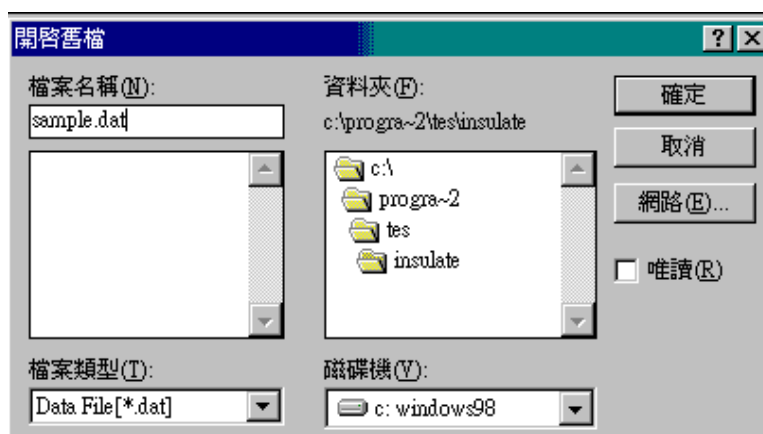 開啓舊檔
檔案名稱(N):
sample.dat
資料夾(F):
c:\progra~2\tes\insulate
c:\
progra~2
tes
insulate
確定
取消
網路(E)...
唯讀(R)
檔案類型(T):
Data File[*.dat]
磁碟機(V):
c: windows98